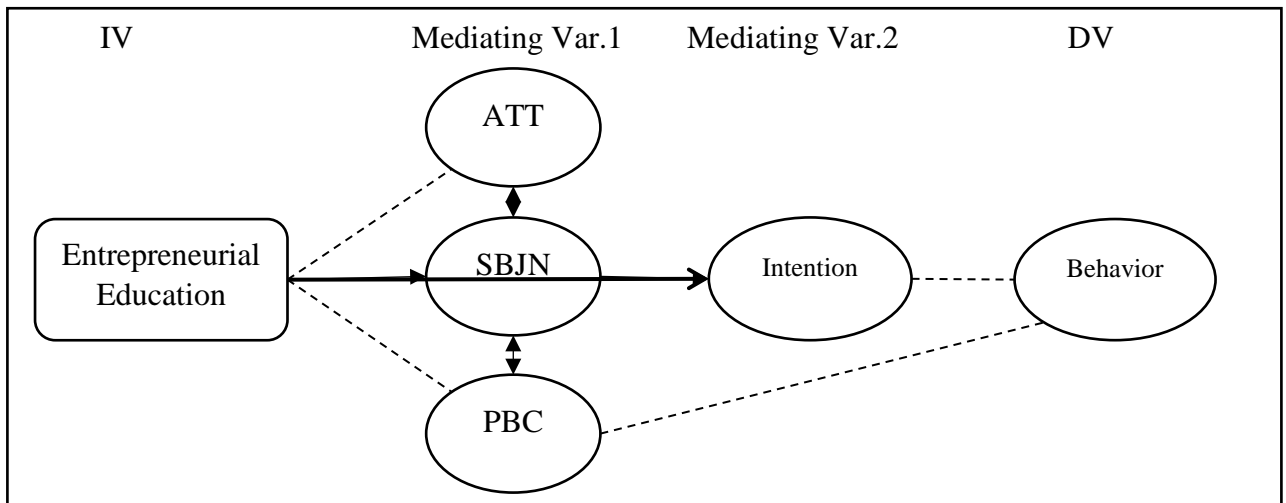 IV Mediating Var.1 Mediating Var.2 DV
ATT
Entrepreneurial
Education
SBJN
Intention
Behavior
PBC